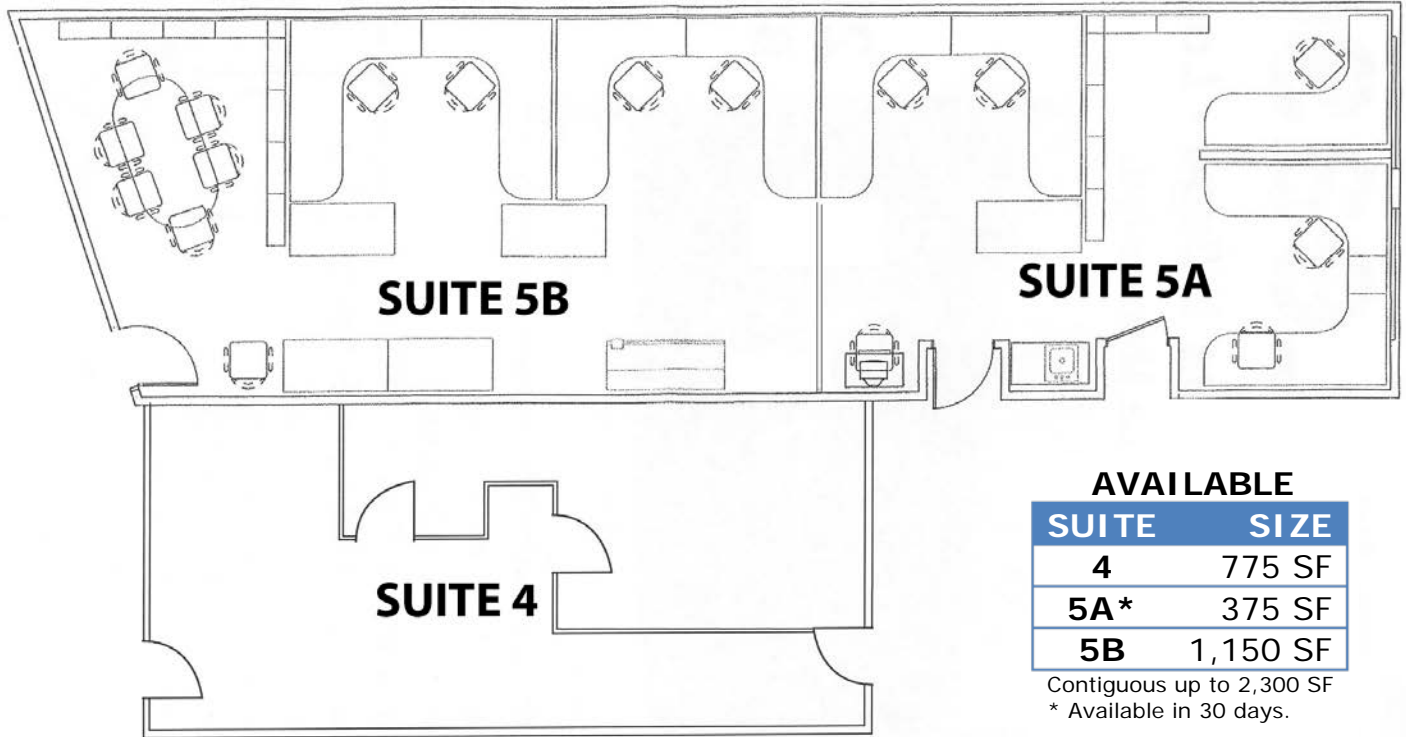 SUITE 5B
SUITE 5A
SUITE 4
AVAILABLE
SUITE SIZE
4 775 SF
5A* 375 SF
5B 1,150 SF
Contiguous up to 2,300 SF
* Available in 30 days.